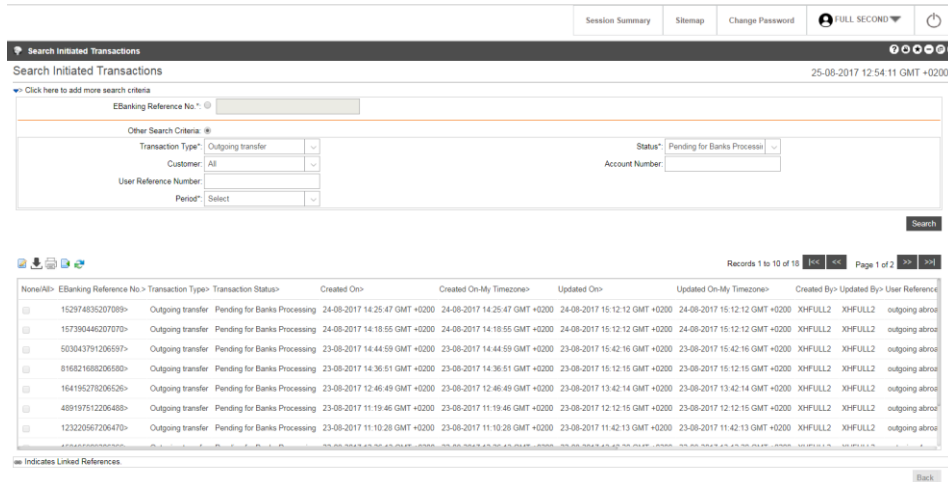 Session Summary Sitemap Change Password FULL SECOND
Search Initiated Transactions
Search Initiated Transactions 25-08-2017 12:54:11 GMT +0200
Click here to add more search criteria
EBanking Reference No.*:
Other Search Criteria:
Transaction Type*: Outgoing transfer Status*: Pending for Banks Processi
Customer: All Account Number:
User Reference Number:
Period*: Select
Search
Records 1 to 10 of 18 |<< << Page 1 of 2 >> >>|
None/All> EBanking Reference No.> Transaction Type> Transaction Status> Created On> Created On-My Timezone> Updated On> Updated On-My Timezone> Created By> Updated By> User Reference
152974835207089> Outgoing transfer Pending for Banks Processing 24-08-2017 14:25:47 GMT +0200 24-08-2017 14:25:47 GMT +0200 24-08-2017 15:12:12 GMT +0200 24-08-2017 15:12:12 GMT +0200 XHFULL2 XHFULL2 outgoing abroa
157390446207070> Outgoing transfer Pending for Banks Processing 24-08-2017 14:18:55 GMT +0200 24-08-2017 14:18:55 GMT +0200 24-08-2017 15:12:12 GMT +0200 24-08-2017 15:12:12 GMT +0200 XHFULL2 XHFULL2 outgoing abroa
503043791206597> Outgoing transfer Pending for Banks Processing 23-08-2017 14:44:59 GMT +0200 23-08-2017 14:44:59 GMT +0200 23-08-2017 15:42:16 GMT +0200 23-08-2017 15:42:16 GMT +0200 XHFULL2 XHFULL2 outgoing abroa
816821688206580> Outgoing transfer Pending for Banks Processing 23-08-2017 14:36:51 GMT +0200 23-08-2017 14:36:51 GMT +0200 23-08-2017 15:12:15 GMT +0200 23-08-2017 15:12:15 GMT +0200 XHFULL2 XHFULL2 outgoing abroa
164195278206526> Outgoing transfer Pending for Banks Processing 23-08-2017 12:46:49 GMT +0200 23-08-2017 12:46:49 GMT +0200 23-08-2017 13:42:14 GMT +0200 23-08-2017 13:42:14 GMT +0200 XHFULL2 XHFULL2 outgoing abroa
489197512206488> Outgoing transfer Pending for Banks Processing 23-08-2017 11:19:46 GMT +0200 23-08-2017 11:19:46 GMT +0200 23-08-2017 12:12:15 GMT +0200 23-08-2017 12:12:15 GMT +0200 XHFULL2 XHFULL2 outgoing abroa
123220567206470> Outgoing transfer Pending for Banks Processing 23-08-2017 11:10:28 GMT +0200 23-08-2017 11:10:28 GMT +0200 23-08-2017 11:42:13 GMT +0200 23-08-2017 11:42:13 GMT +0200 XHFULL2 XHFULL2 outgoing abroa
Indicates Linked References.
Back